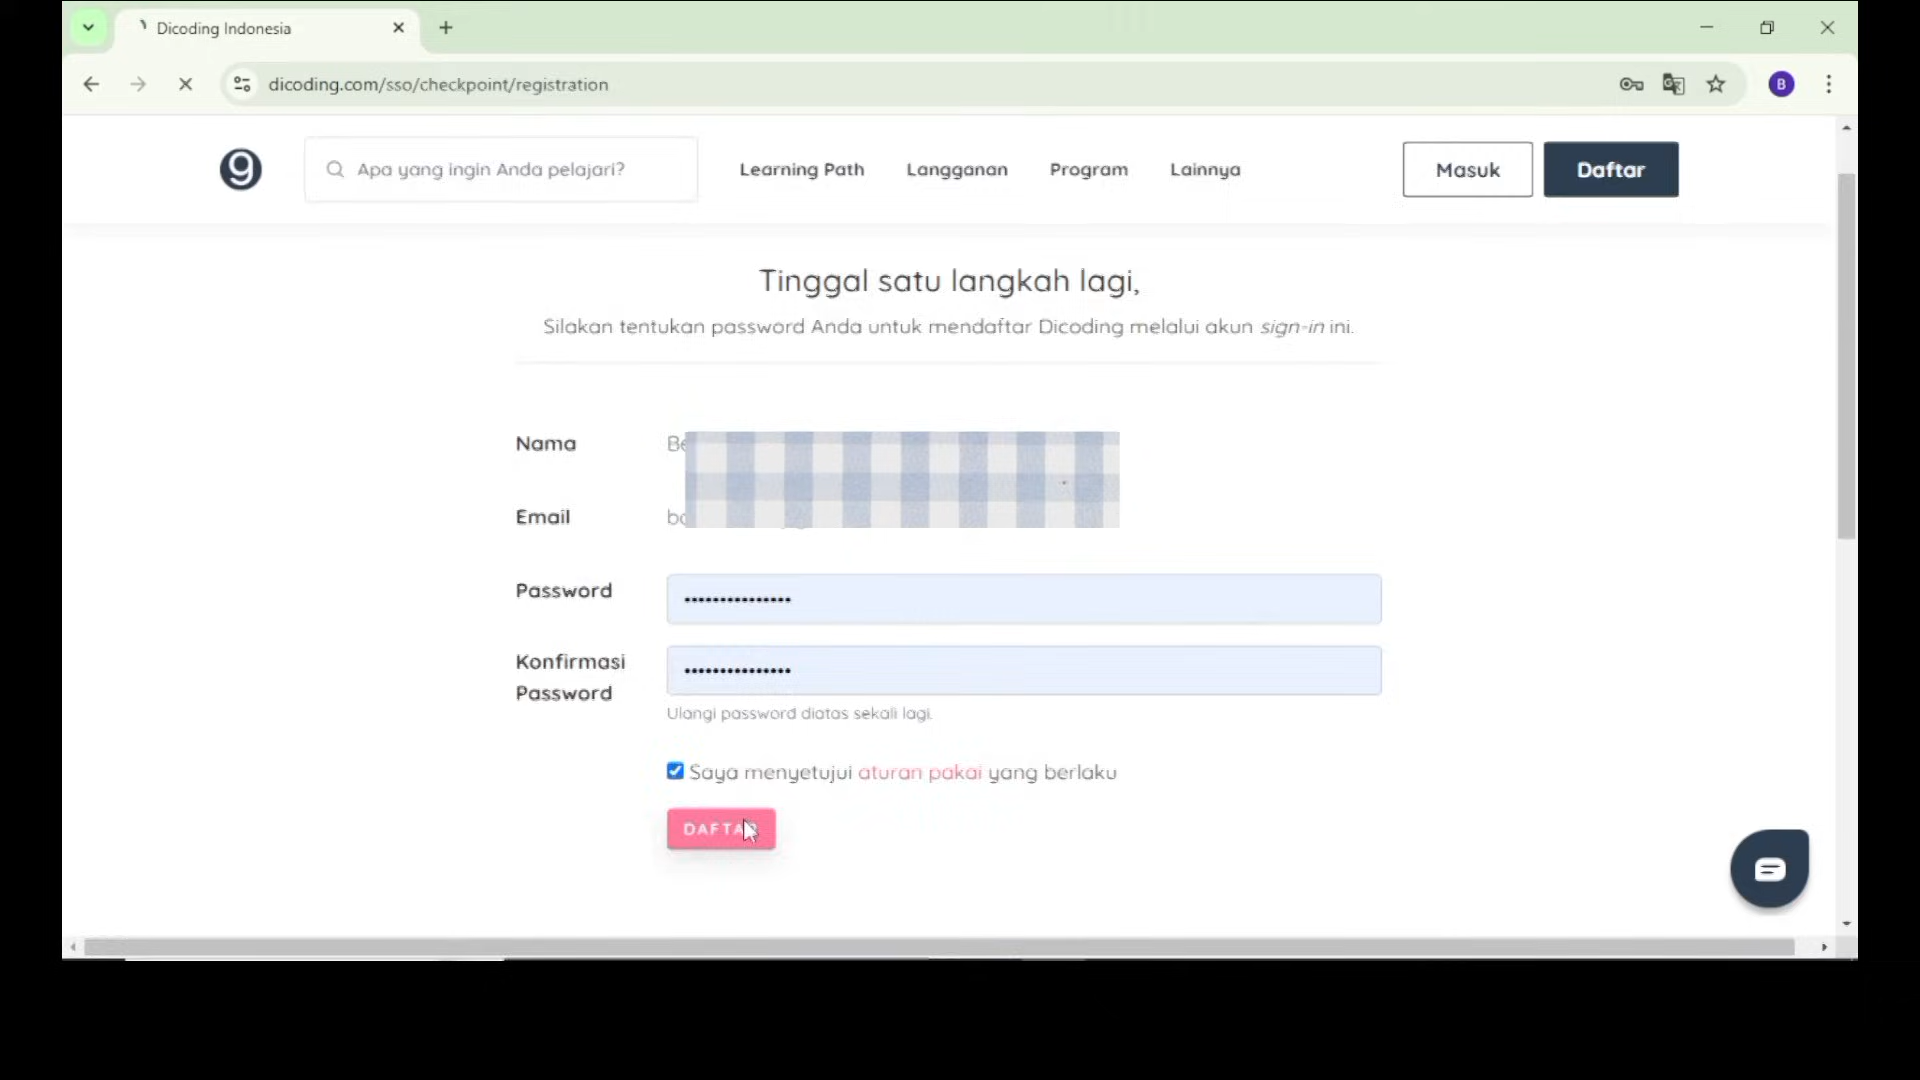 Dicoding Indonesia
dicoding.com/sso/checkpoint/registration
B
Apa yang ingin Anda pelajari?
Learning Path
Langganan
Program
Lainnya
Masuk
Daftar
Tinggal satu langkah lagi,
Silakan tentukan password Anda untuk mendaftar Dicoding melalui akun sign-in ini.
Nama
Be
Email
Password
•••••••••••••••
Konfirmasi
Password
•••••••••••••••
Ulangi password diatas sekali lagi.
Saya menyetujui aturan pakai yang berlaku
DAFTAR